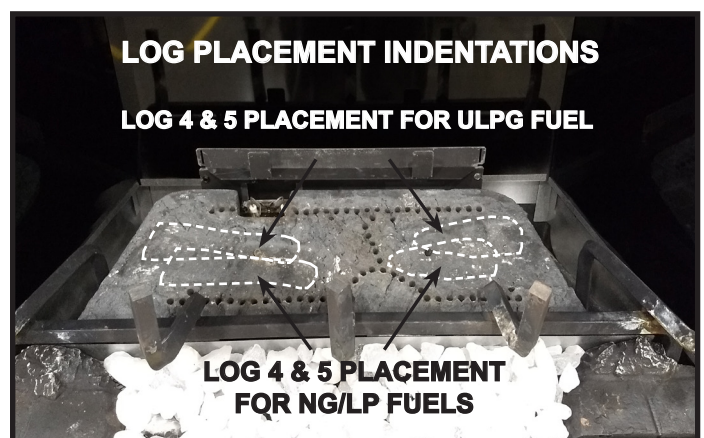 LOG PLACEMENT INDENTATIONS
LOG 4 & 5 PLACEMENT FOR ULPG FUEL
LOG 4 & 5 PLACEMENT
FOR NG/LP FUELS